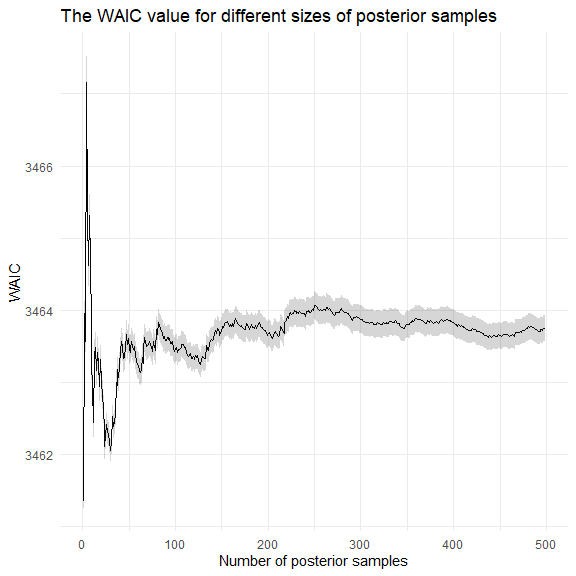 The WAIC value for different sizes of posterior samples
3466
3464
3462
WAIC
0 100 200 300 400 500
Number of posterior samples